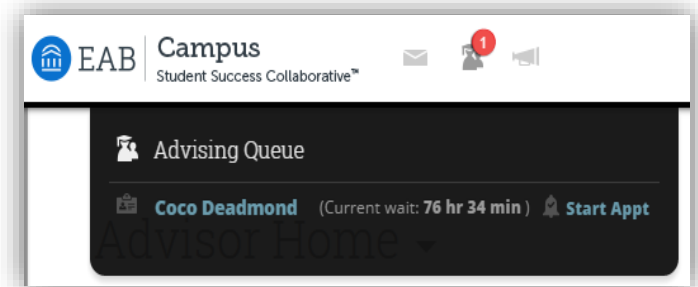 EAB Campus
Student Success Collaborative™
1
Advising Queue
Coco Deadmond (Current wait: 76 hr 34 min ) Start Appt
Advisor Home